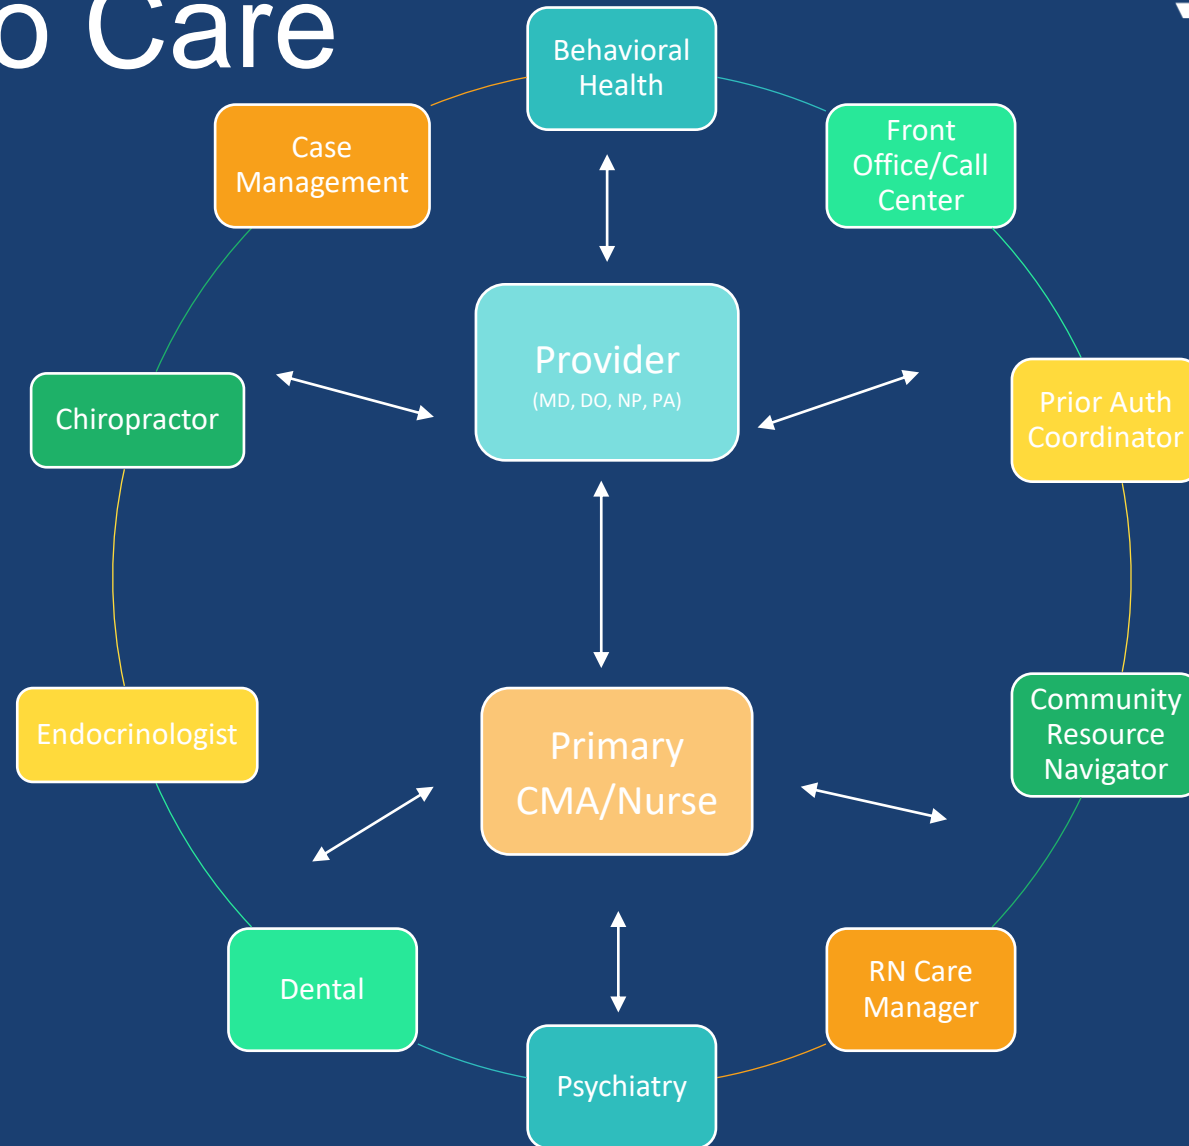 o Care
Behavioral
Health
Case
Management
Front
Office/Call
Center
Provider
(MD, DO, NP, PA)
Chiropractor
Prior Auth
Coordinator
Endocrinologist
Primary
CMA/Nurse
Community
Resource
Navigator
Dental
RN Care
Manager
Psychiatry